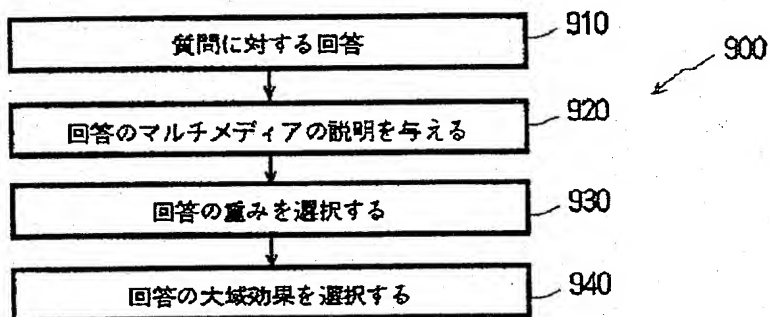 質問に対する回答 910
900
回答のマルチメディアの説明を与える 920
回答の重みを選択する 930
回答の大域効果を選択する 940